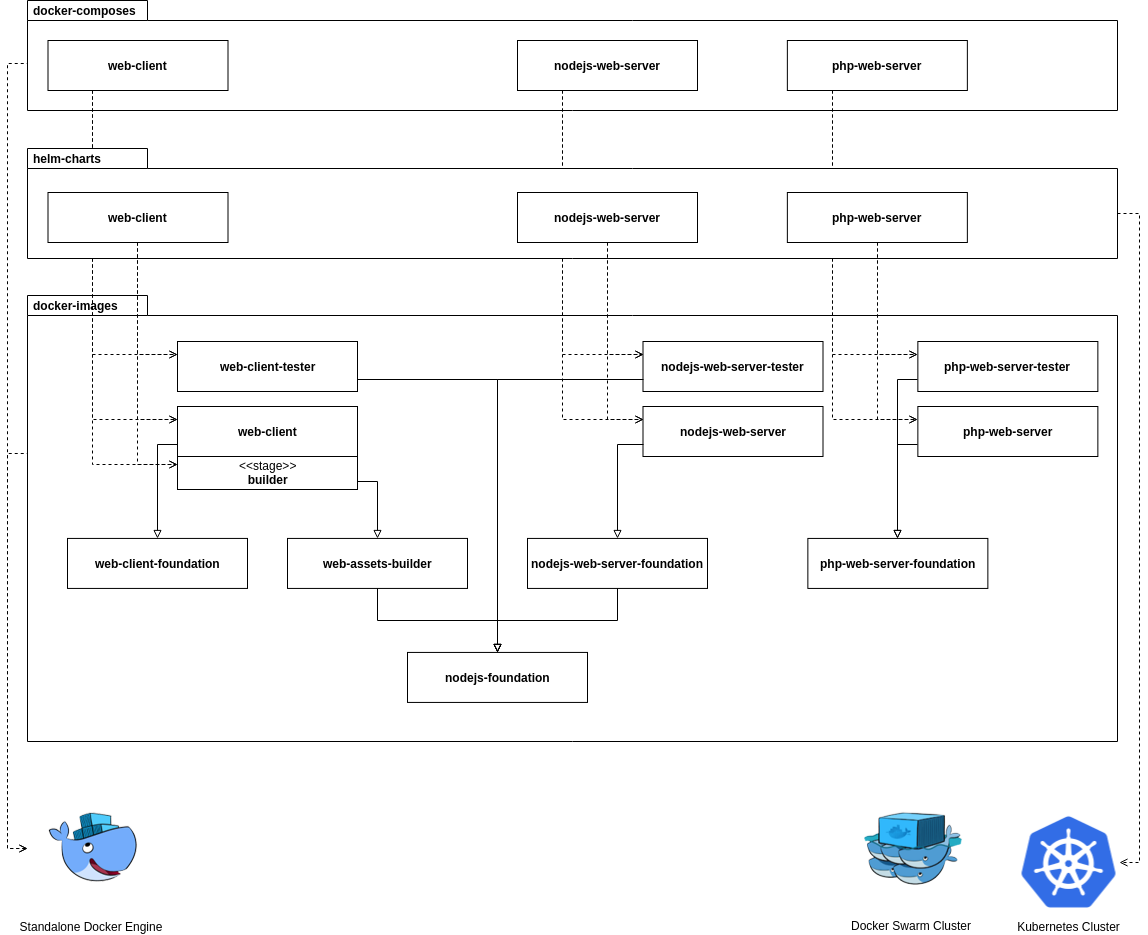 docker-composes
web-client
nodejs-web-server
php-web-server
helm-charts
web-client
nodejs-web-server
php-web-server
docker-images
web-client-tester
nodejs-web-server-tester
php-web-server-tester
web-client
nodejs-web-server
php-web-server
<<stage>>
builder
web-client-foundation
web-assets-builder
nodejs-web-server-foundation
php-web-server-foundation
nodejs-foundation
Standalone Docker Engine
Docker Swarm Cluster
Kubernetes Cluster